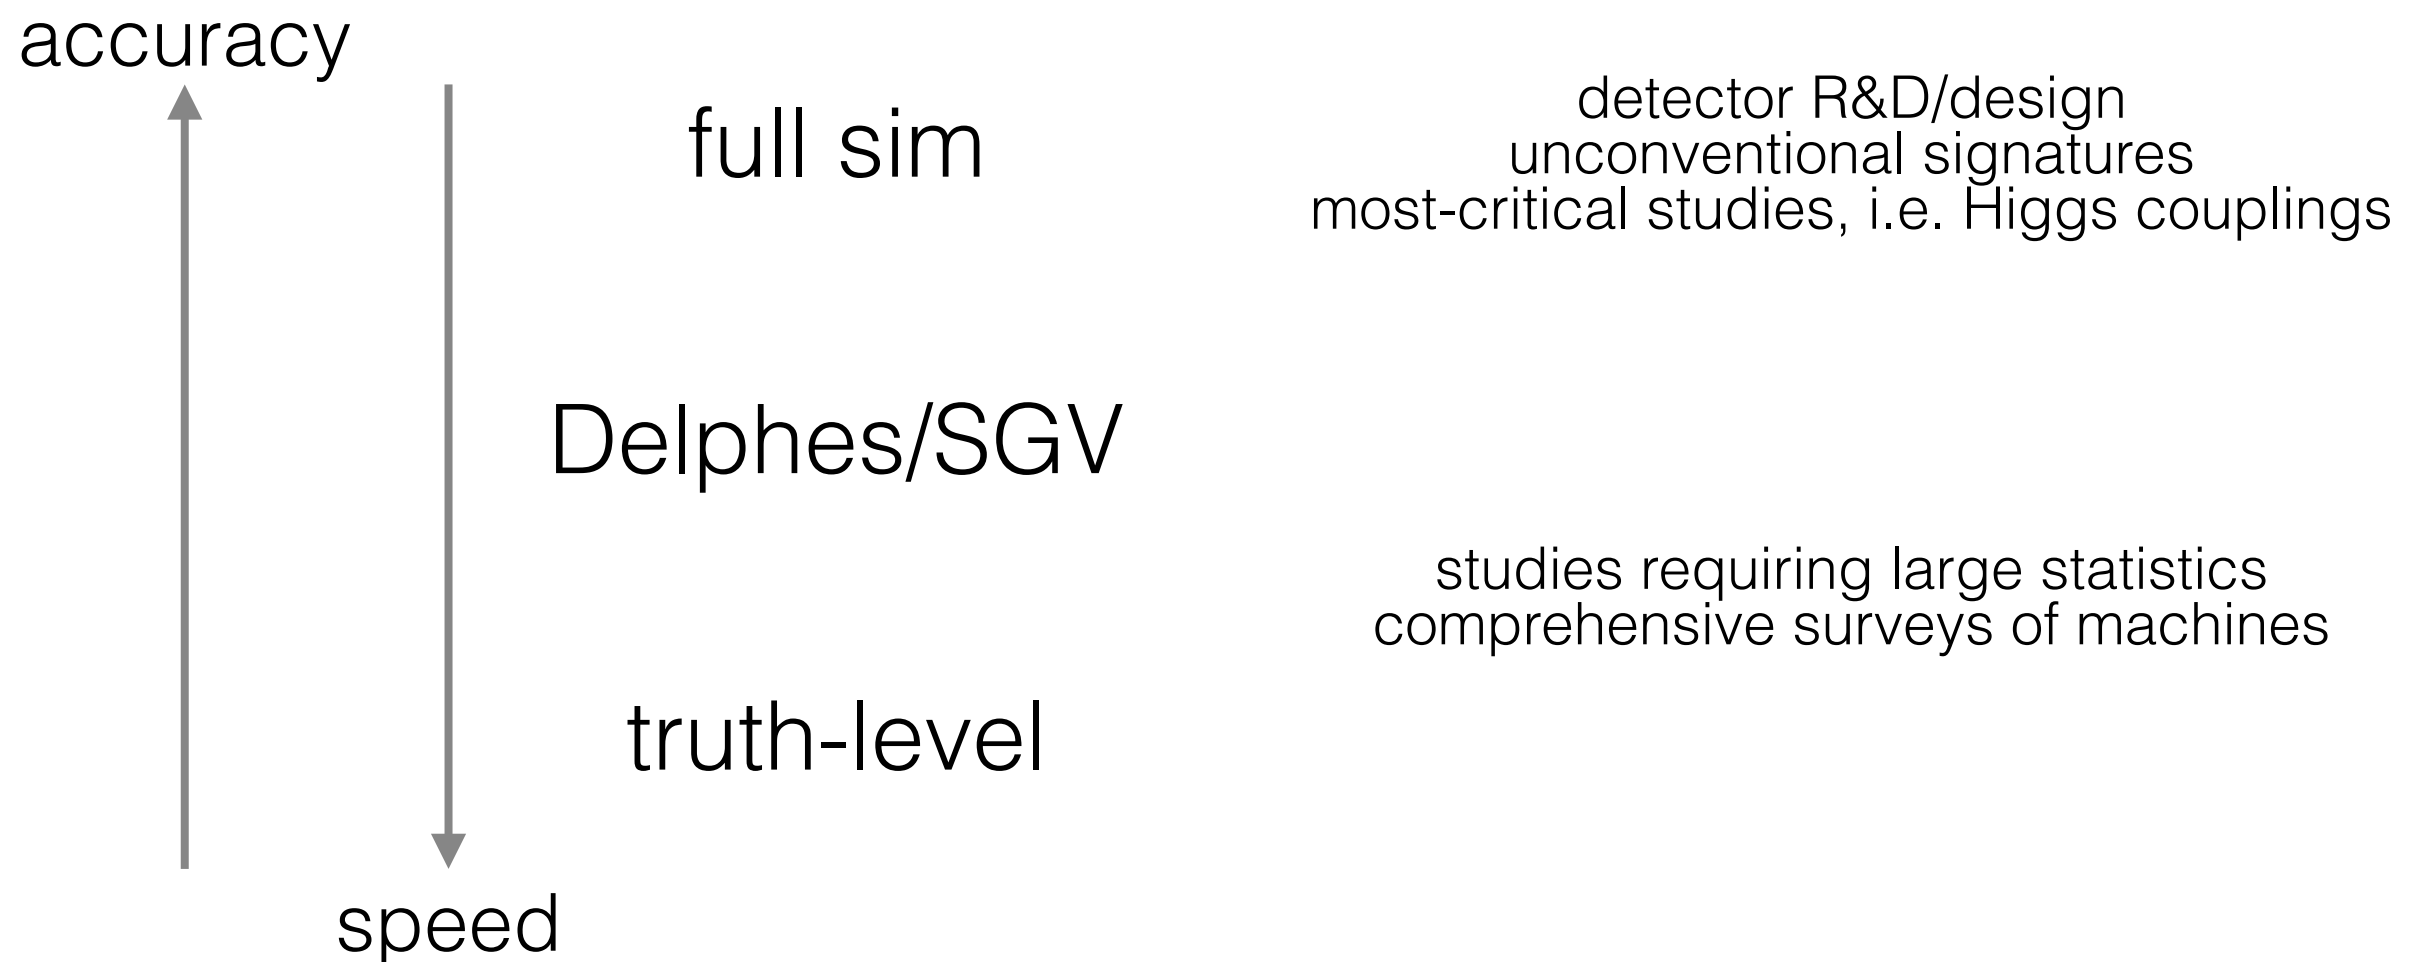 accuracy
full sim
detector R&D/design
unconventional signatures
most-critical studies, i.e. Higgs couplings
Delphes/SGV
studies requiring large statistics
comprehensive surveys of machines
truth-level
speed